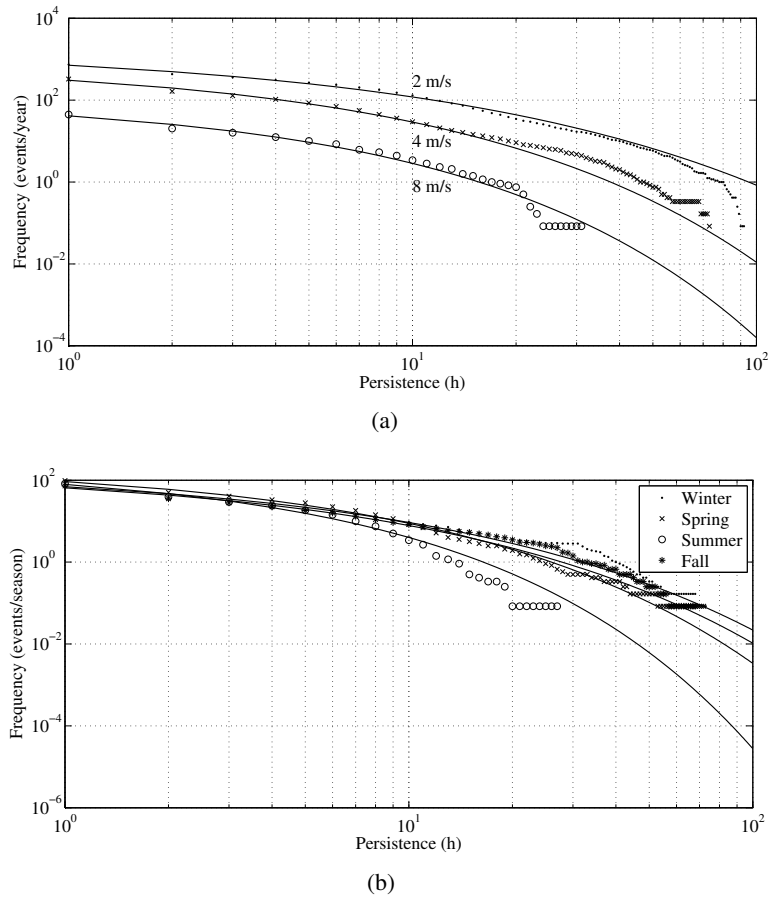 10^4
10^2
10^0
10^-2
10^-4
Frequency (events/year)
2 m/s
4 m/s
8 m/s
10^0
10^1
10^2
Persistence (h)
(a)
10^2
10^0
10^-2
10^-4
10^-6
Frequency (events/season)
Winter
Spring
Summer
Fall
10^0
10^1
10^2
Persistence (h)
(b)